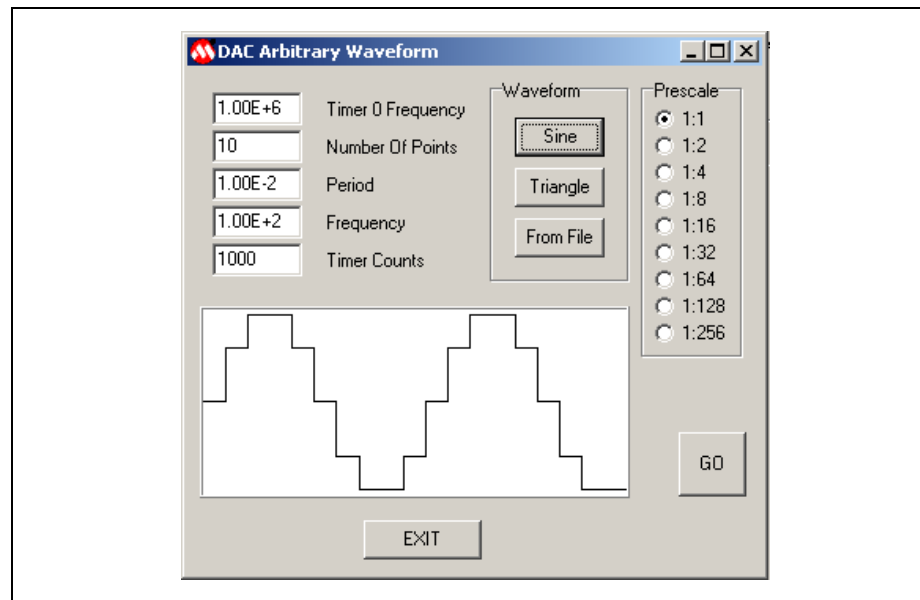 DAC Arbitrary Waveform
1.00E+6 Timer 0 Frequency
10 Number Of Points
1.00E-2 Period
1.00E+2 Frequency
1000 Timer Counts
Waveform
Sine
Triangle
From File
Prescale
1:1
1:2
1:4
1:8
1:16
1:32
1:64
1:128
1:256
GO
EXIT